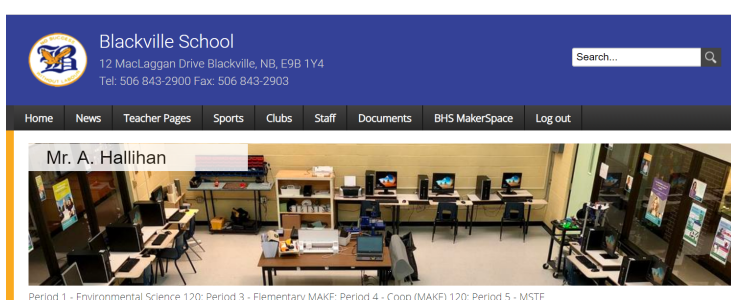 Blackville School
12 MacLaggan Drive Blackville, NB, E9B 1Y4
Tel: 506 843-2900 Fax: 506 843-2903
Search...
Home News Teacher Pages Sports Clubs Staff Documents BHS MakerSpace Log out
Mr. A. Hallihan
Period 1 - Environmental Science 120; Period 3 - Elementary MAKE; Period 4 - Coop (MAKE) 120; Period 5 - MSTE